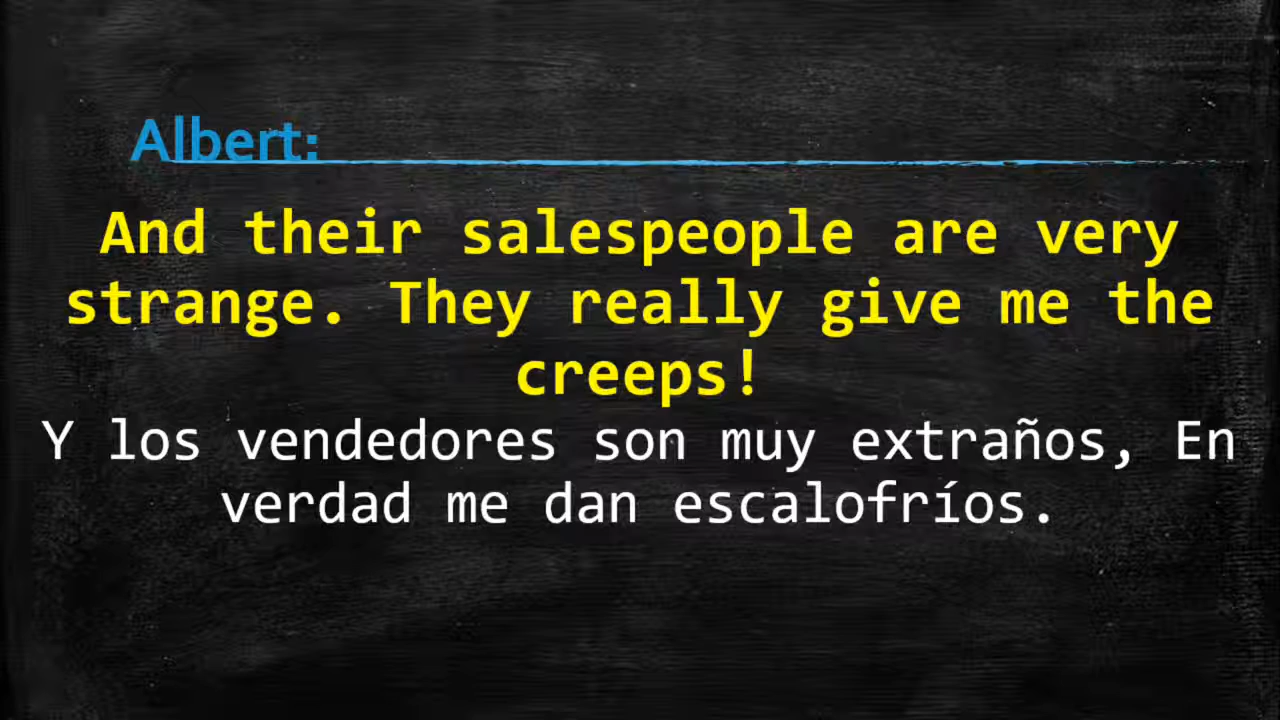 Albert:
And their salespeople are very
strange. They really give me the
creeps!
Y los vendedores son muy extraños, En
verdad me dan escalofríos.